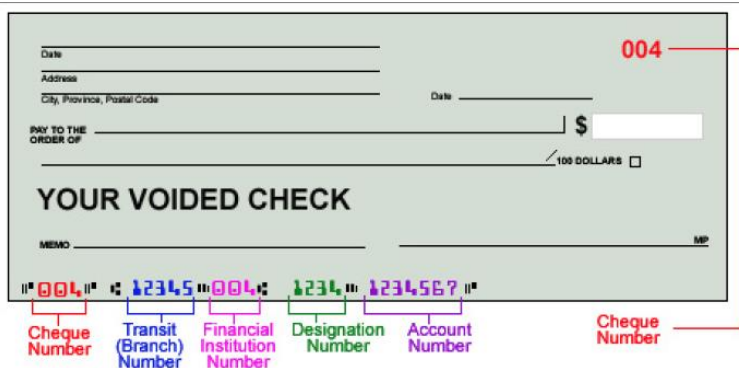 004
Date
Address
City, Province, Postal Code
Date
PAY TO THE
ORDER OF
$
/100 DOLLARS
YOUR VOIDED CHECK
MEMO
MP
⑈004⑈ ⑆12345⑉004⑆ 1234⑉ 1234567⑈
Cheque Number
Transit (Branch) Number
Financial Institution Number
Designation Number
Account Number
Cheque Number